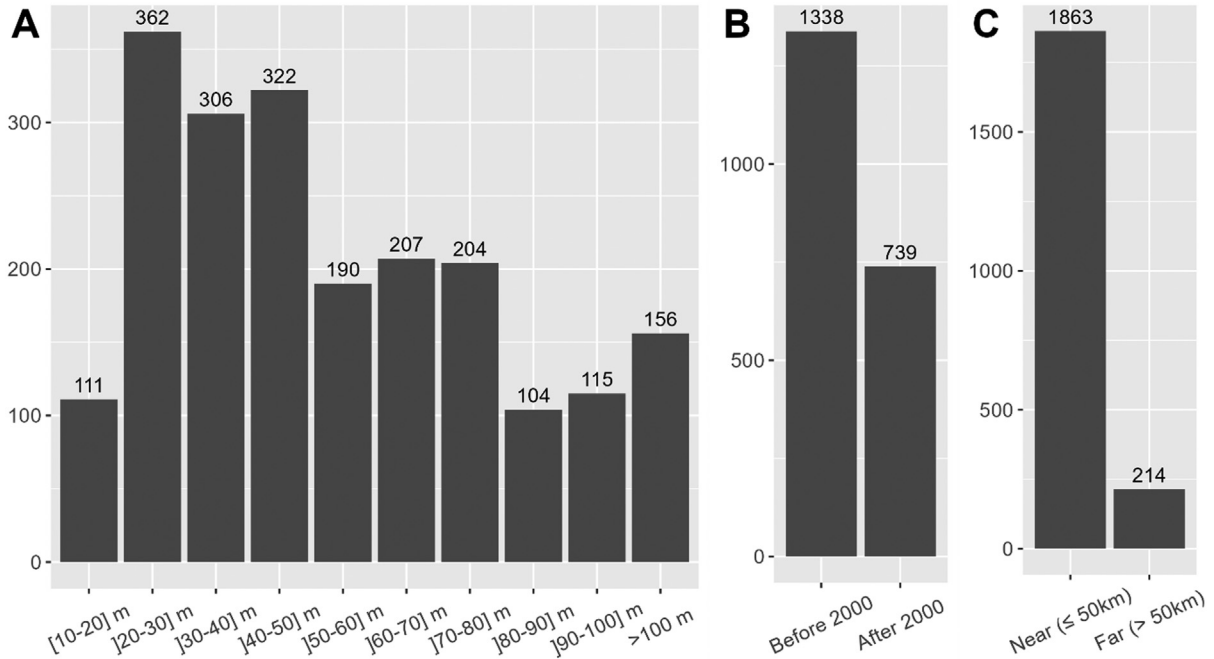 A
362
306
322
111
190
207
204
104
115
156
300
200
100
0
[10-20] m
]20-30] m
]30-40] m
]40-50] m
]50-60] m
]60-70] m
]70-80] m
]80-90] m
]90-100] m
>100 m
B
1338
739
1000
500
0
Before 2000
After 2000
C
1863
214
1500
1000
500
0
Near (≤ 50km)
Far (> 50km)